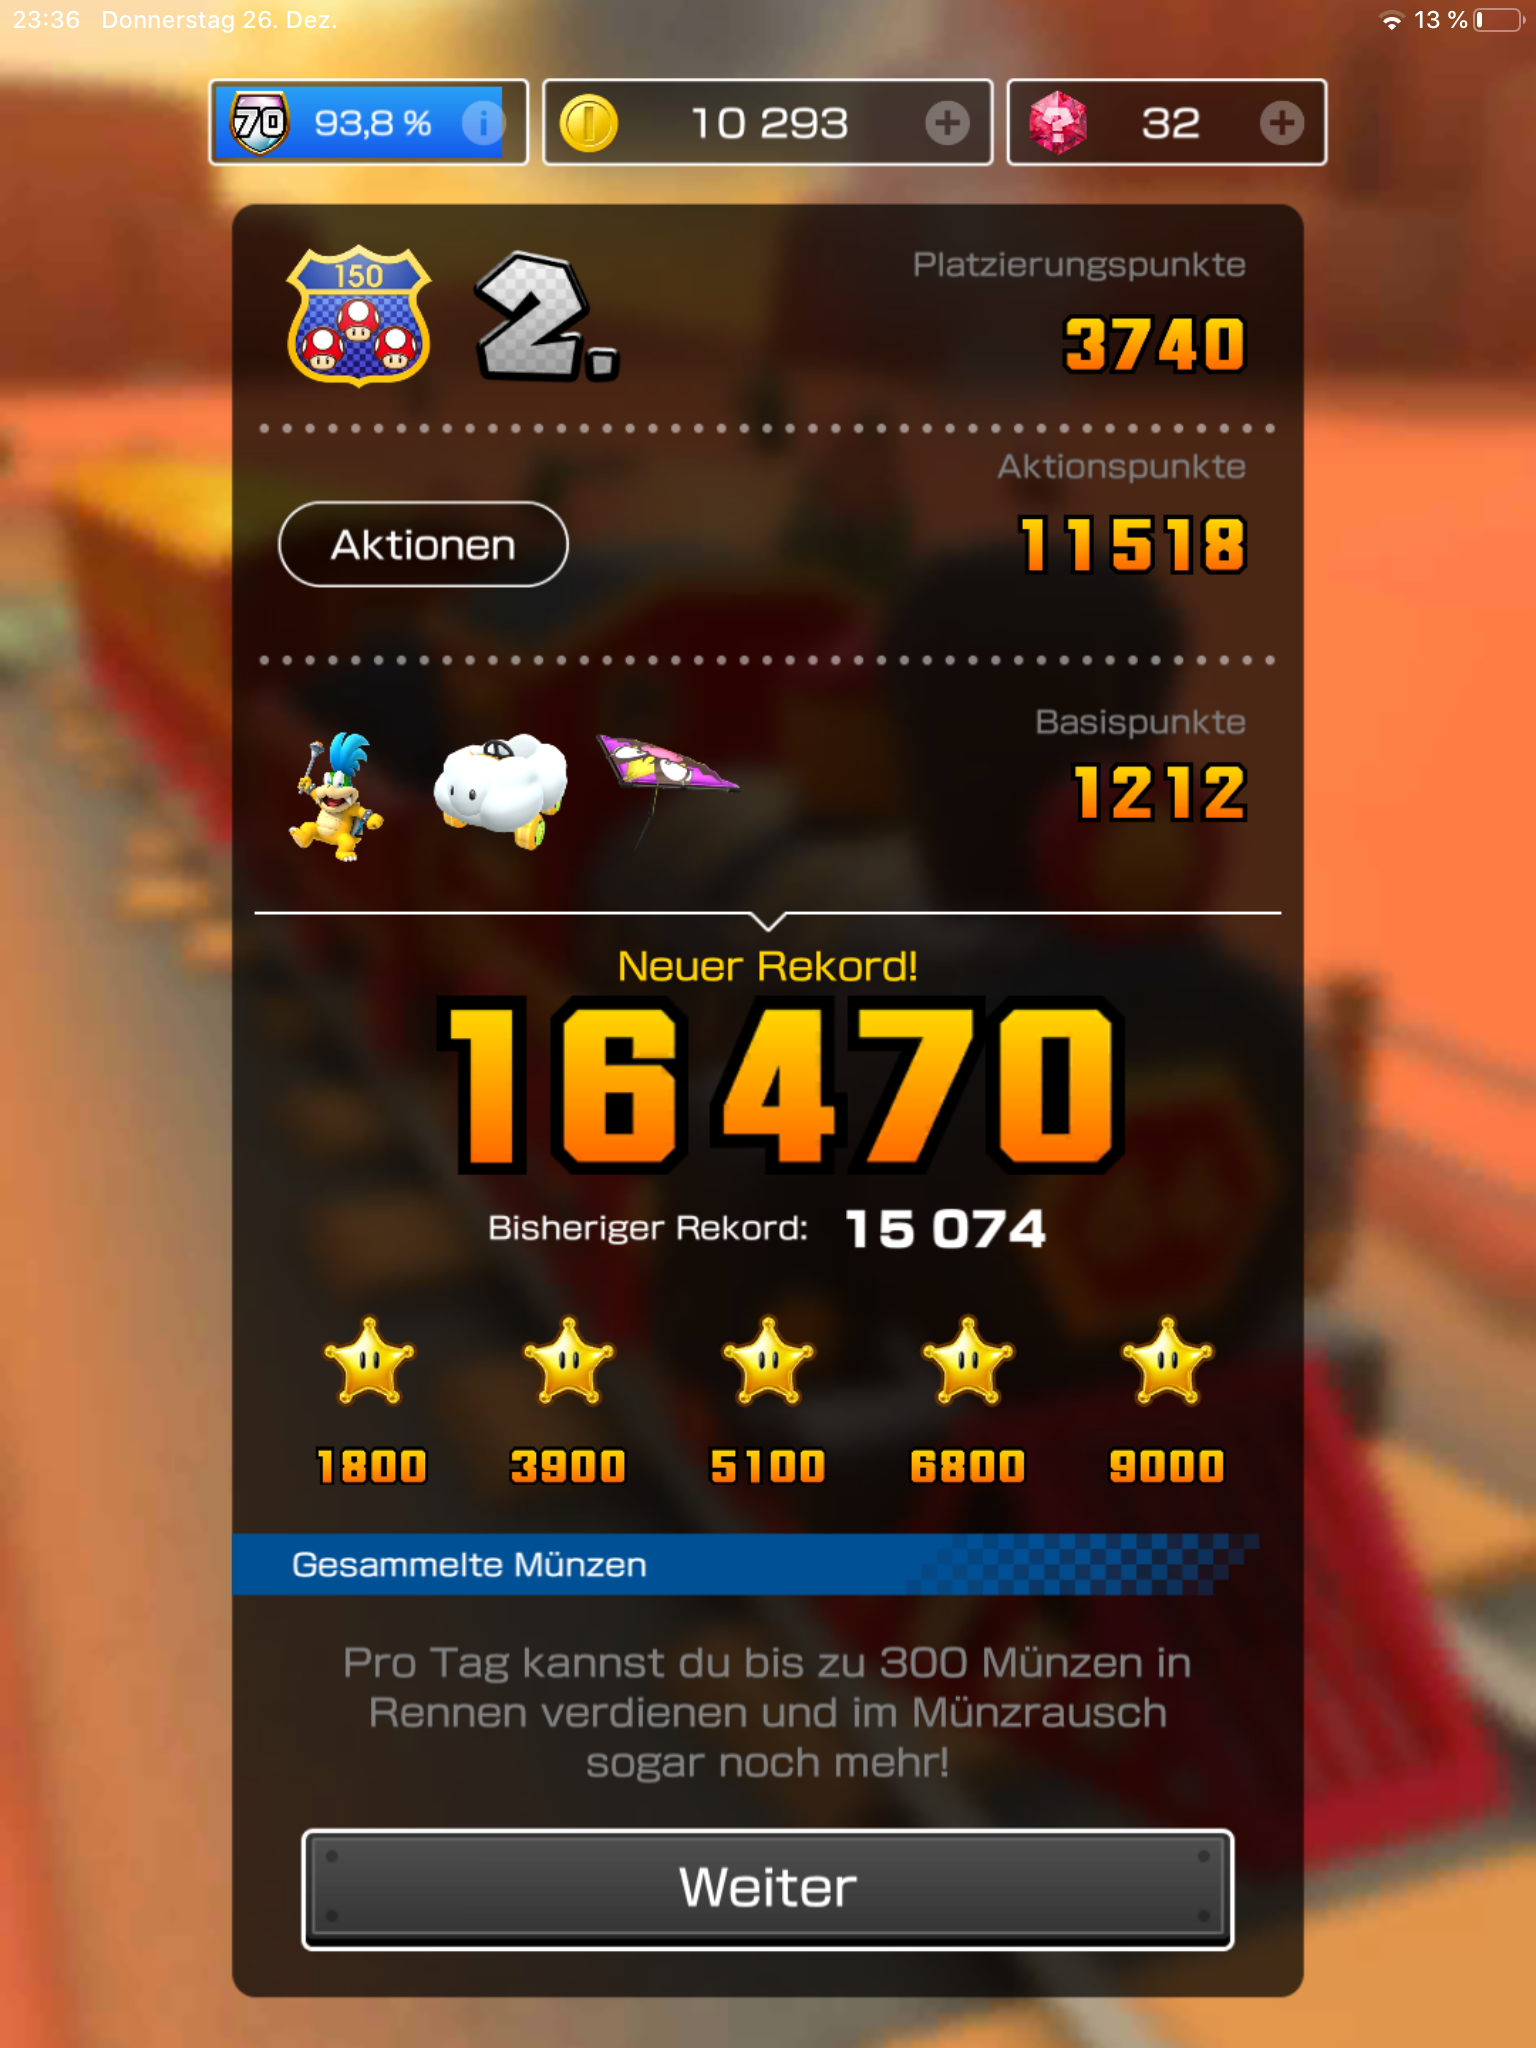 23:36 Donnerstag 26. Dez.
13 %
70 93,8 % i
10 293 +
32 +
150
2.
Platzierungspunkte
3740
Aktionspunkte
Aktionen
11518
Basispunkte
1212
Neuer Rekord!
16470
Bisheriger Rekord: 15 074
1800 3900 5100 6800 9000
Gesammelte Münzen
Pro Tag kannst du bis zu 300 Münzen in
Rennen verdienen und im Münzrausch
sogar noch mehr!
Weiter